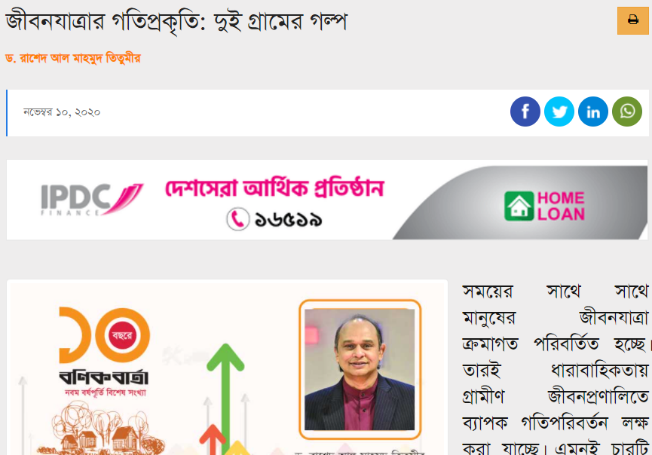 জীবনযাত্রার গতিপ্রকৃতি: দুই গ্রামের গল্প
ড. রাশেদ আল মাহমুদ তিতুমীর
নভেম্বর ১০, ২০২০
IPDC
FINANCE
দেশসেরা আর্থিক প্রতিষ্ঠান
১৬৫১৯
HOME
LOAN
১০
বছরে
বণিক বার্তা
নবম বর্ষপূর্তি বিশেষ সংখ্যা
সময়ের সাথে সাথে
মানুষের জীবনযাত্রা
ক্রমাগত পরিবর্তিত হচ্ছে।
তারই ধারাবাহিকতায়
গ্রামীণ জীবনপ্রণালিতে
ব্যাপক গতিপরিবর্তন লক্ষ
করা যাচ্ছে। এমনই চারটি